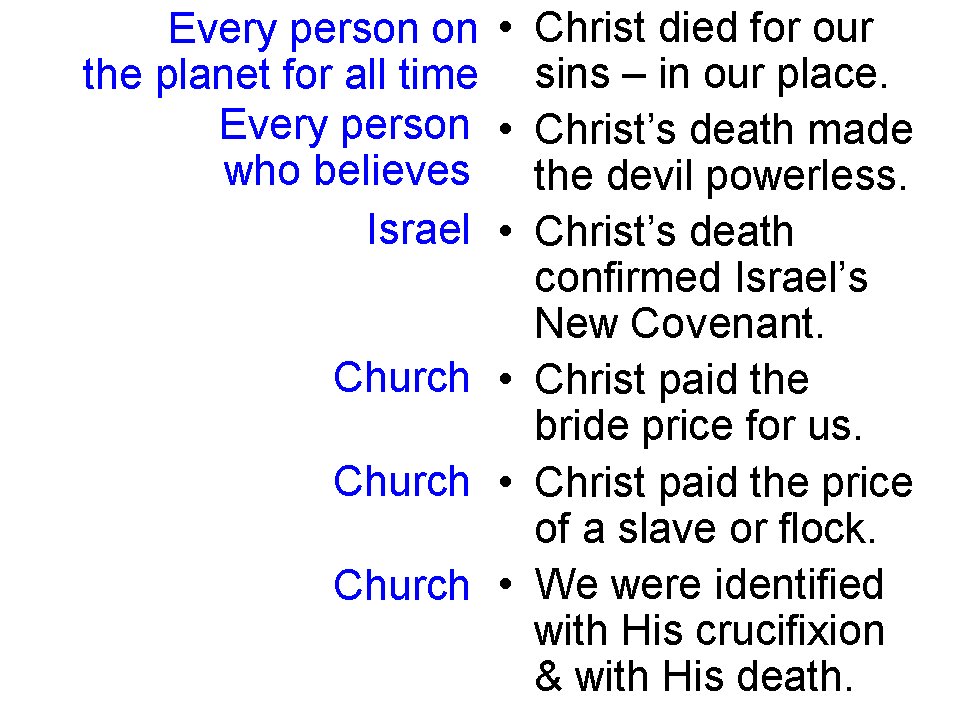 Every person on
the planet for all time
• Christ died for our
sins – in our place.
Every person
who believes
• Christ’s death made
the devil powerless.
Israel
• Christ’s death
confirmed Israel’s
New Covenant.
Church
• Christ paid the
bride price for us.
Church
• Christ paid the price
of a slave or flock.
Church
• We were identified
with His crucifixion
& with His death.